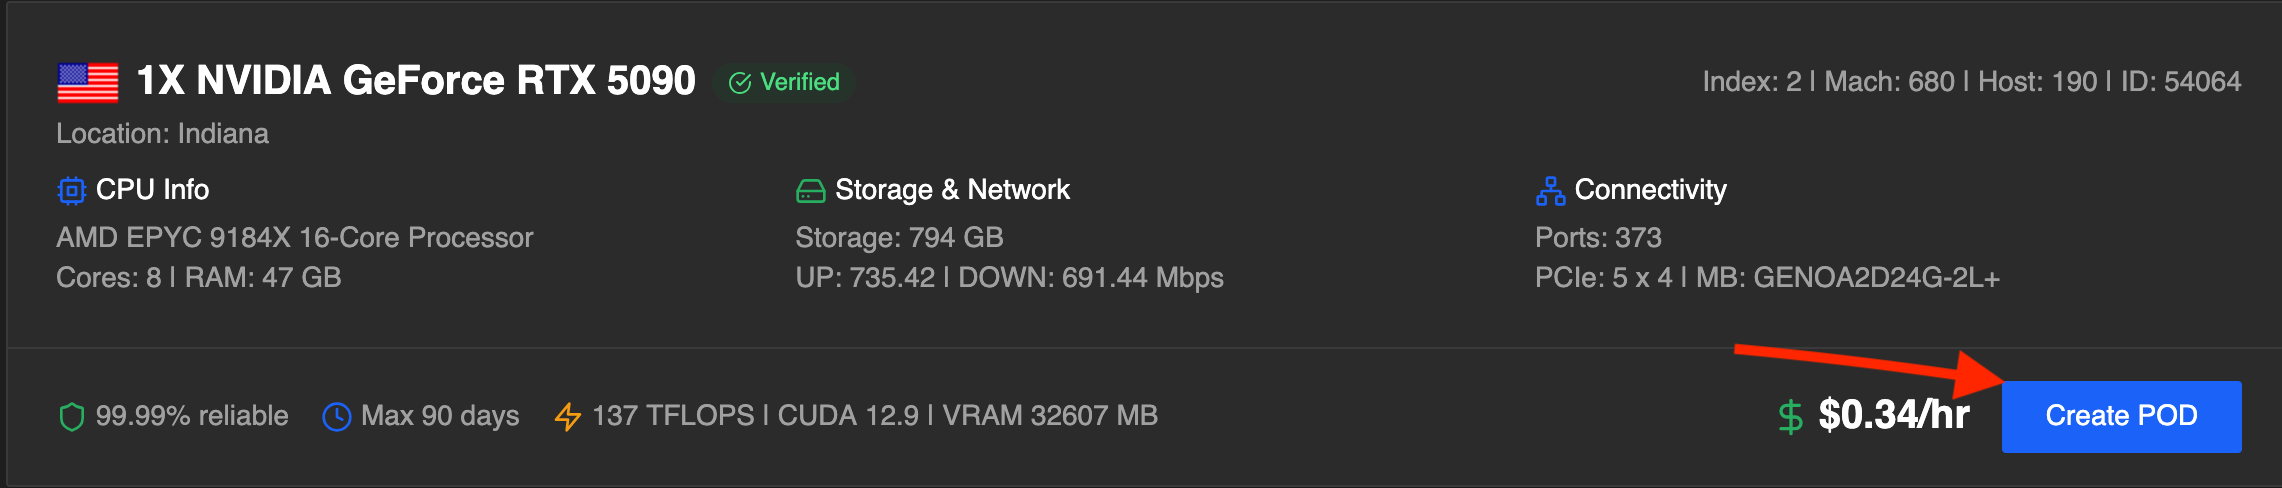 1X NVIDIA GeForce RTX 5090 Verified
Index: 2 | Mach: 680 | Host: 190 | ID: 54064
Location: Indiana
CPU Info
AMD EPYC 9184X 16-Core Processor
Cores: 8 | RAM: 47 GB
Storage & Network
Storage: 794 GB
UP: 735.42 | DOWN: 691.44 Mbps
Connectivity
Ports: 373
PCIe: 5 x 4 | MB: GENOA2D24G-2L+
99.99% reliable
Max 90 days
137 TFLOPS | CUDA 12.9 | VRAM 32607 MB
$ $0.34/hr
Create POD